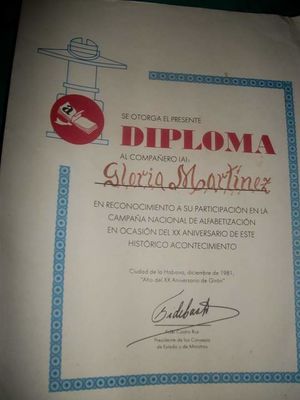 SE OTORGA EL PRESENTE
DIPLOMA
AL COMPAÑERO (A):
Gloria Martínez
EN RECONOCIMIENTO A SU PARTICIPACIÓN EN LA
CAMPAÑA NACIONAL DE ALFABETIZACIÓN
EN OCASIÓN DEL XX ANIVERSARIO DE ESTE
HISTÓRICO ACONTECIMIENTO
Ciudad de la Habana, diciembre de 1981,
"Año del XX Aniversario de Girón"
Fidel Castro Ruz
Presidente de los Consejos
de Estado y de Ministros